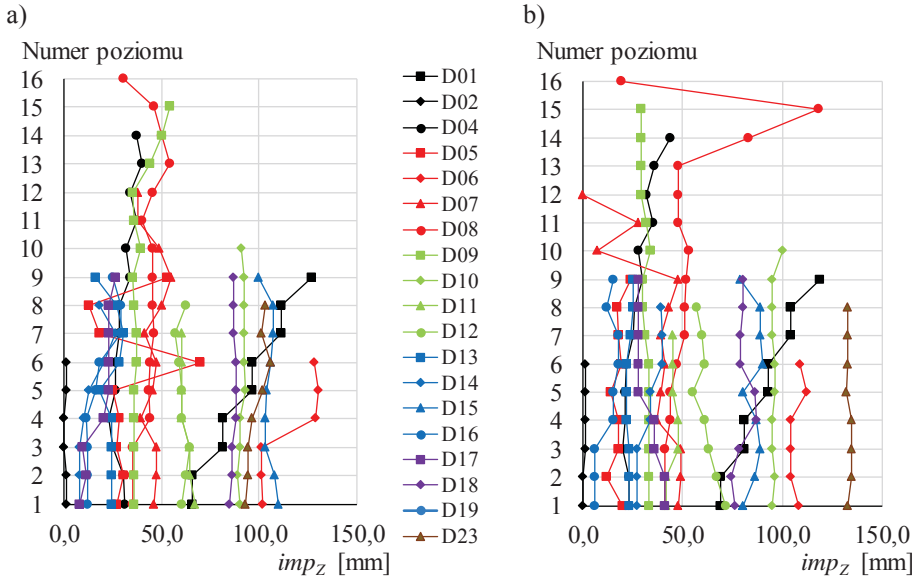 a)
Numer poziomu
16
15
14
13
12
11
10
9
8
7
6
5
4
3
2
1
0,0 50,0 100,0 150,0
imp_Z [mm]
D01
D02
D04
D05
D06
D07
D08
D09
D10
D11
D12
D13
D14
D15
D16
D17
D18
D19
D23
b)
Numer poziomu
16
15
14
13
12
11
10
9
8
7
6
5
4
3
2
1
0,0 50,0 100,0 150,0
imp_Z [mm]